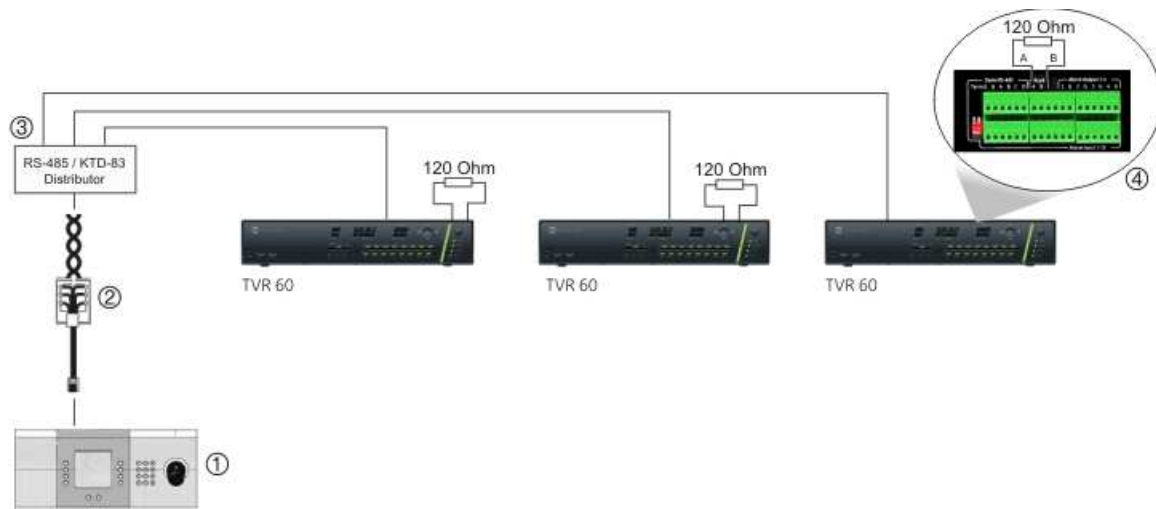 120 Ohm
A B
③
RS-485 / KTD-83
Distributor
120 Ohm
120 Ohm
④
TVR 60
TVR 60
TVR 60
②
①